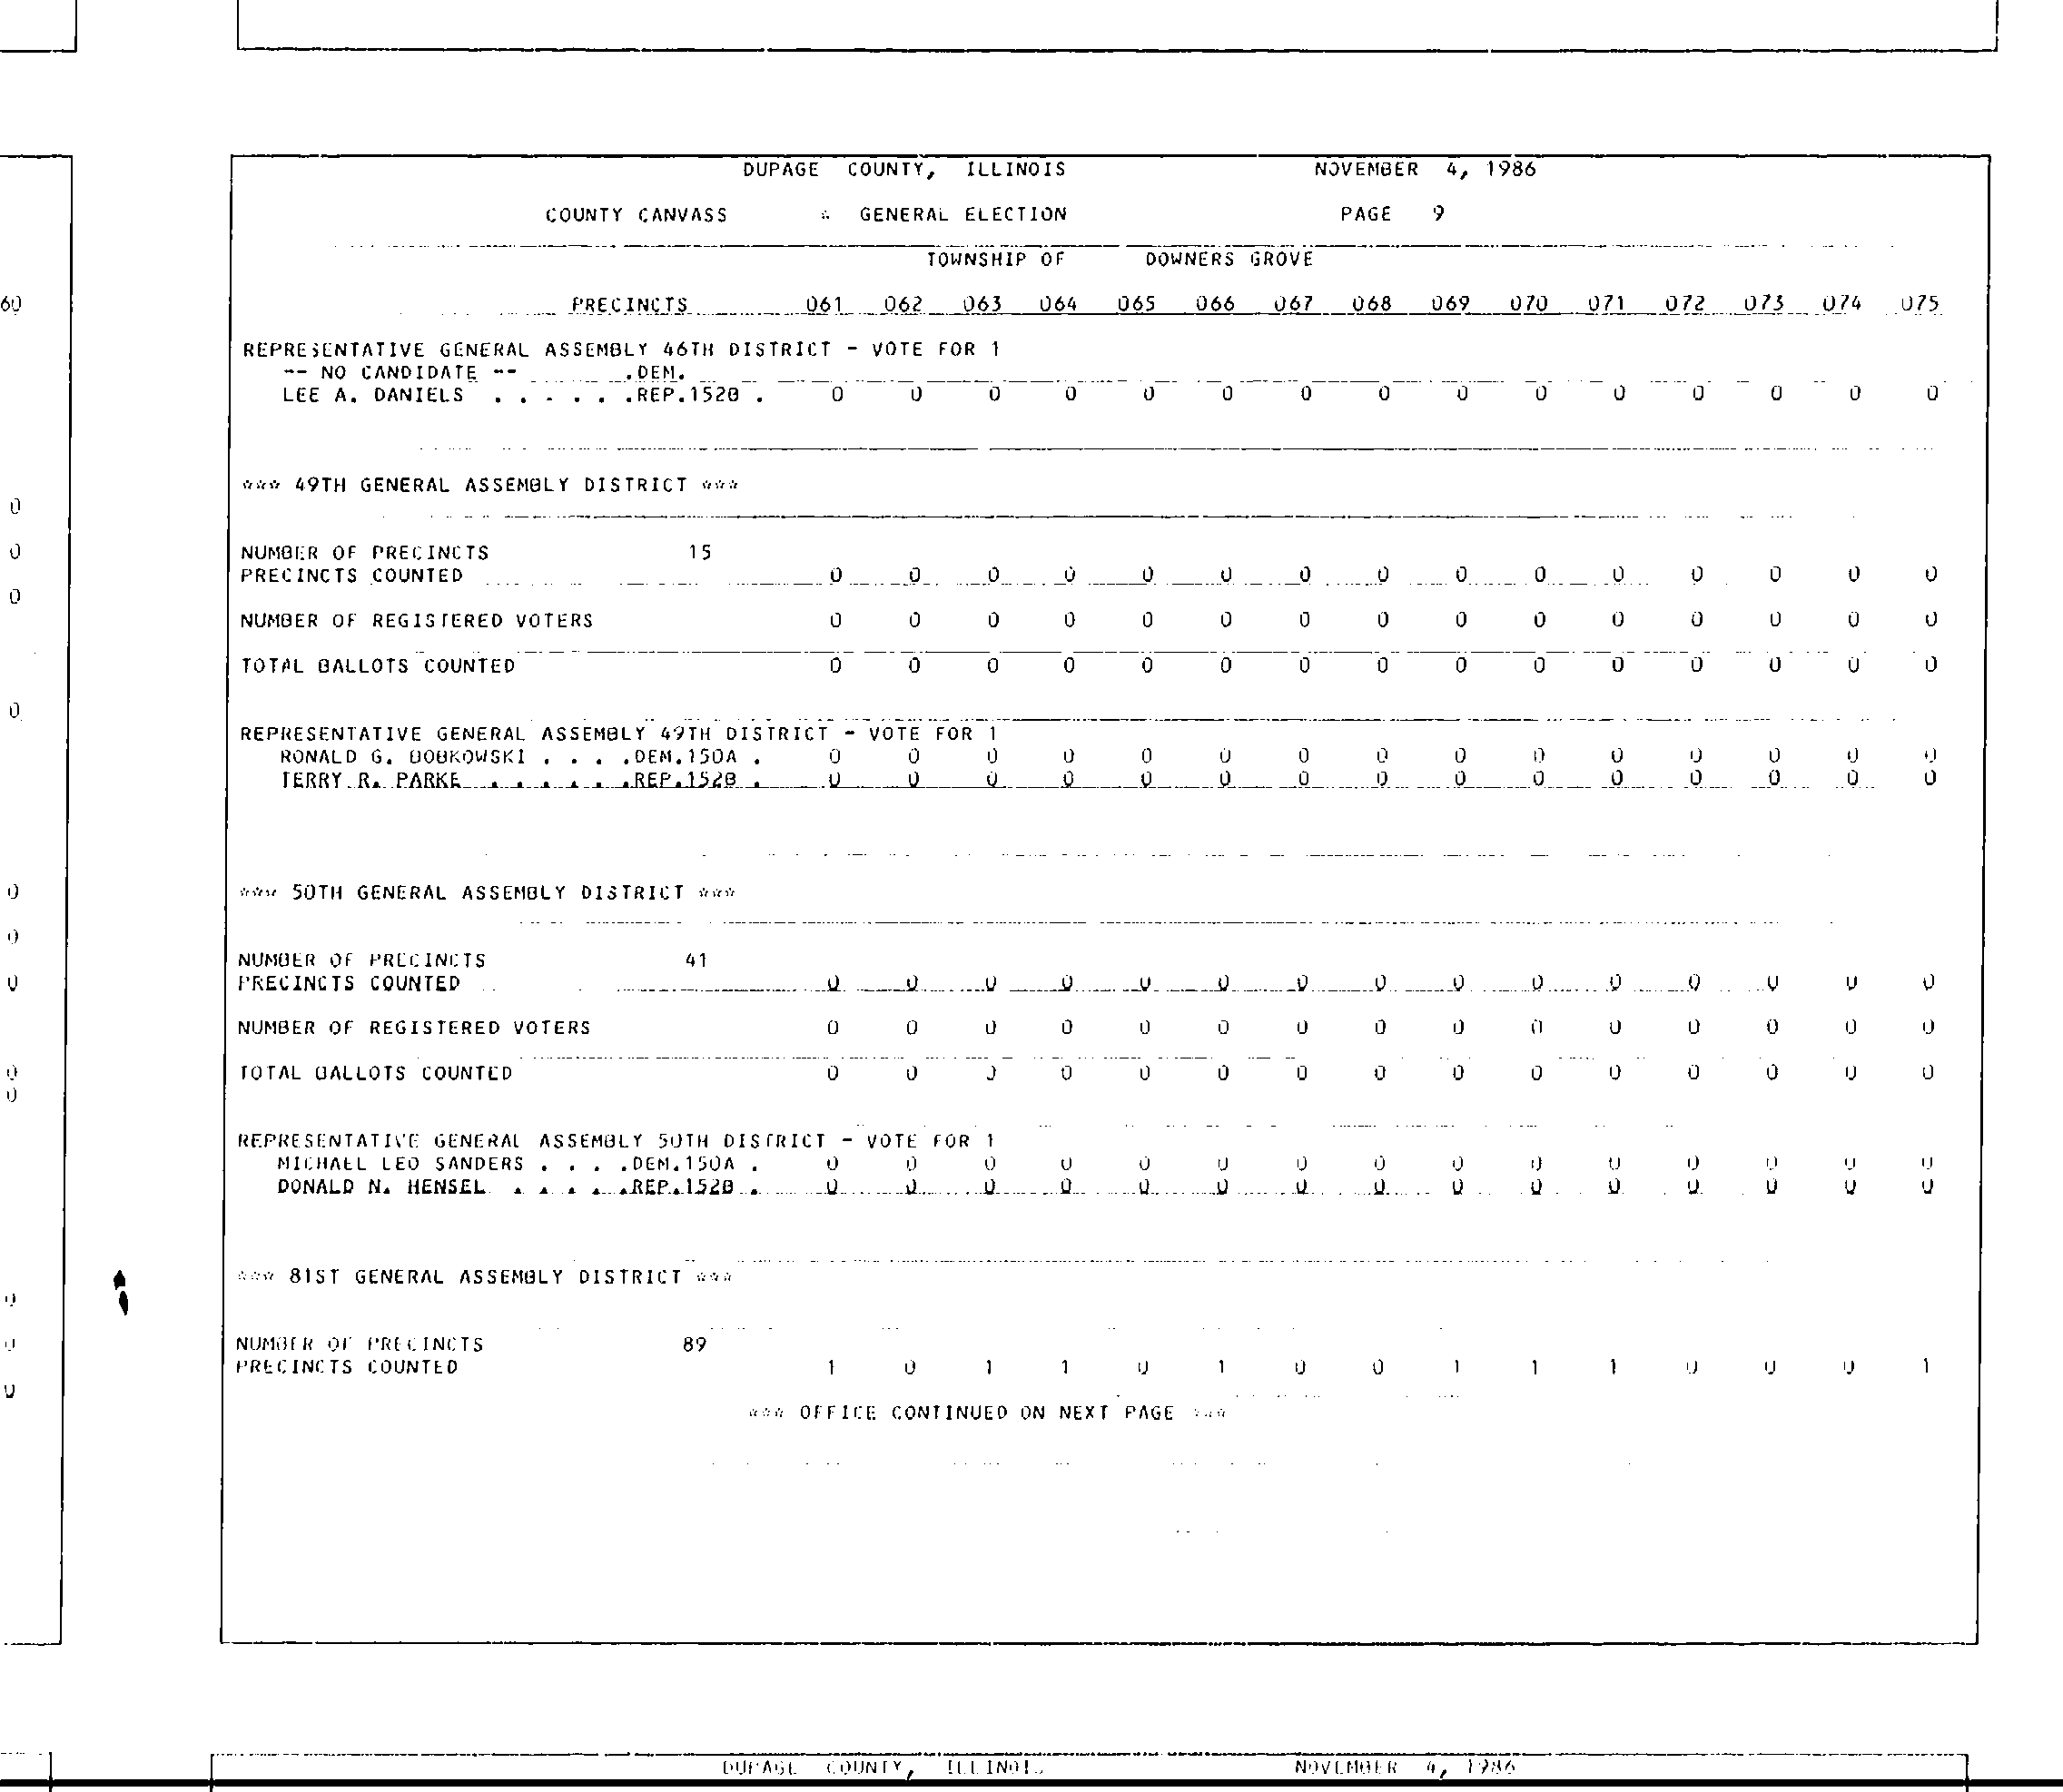 DUPAGE COUNTY, ILLINOIS NOVEMBER 4, 1986
COUNTY CANVASS * GENERAL ELECTION PAGE 9
TOWNSHIP OF DOWNERS GROVE
60
PRECINCTS 061 062 063 064 065 066 067 068 069 070 071 072 073 074 075
REPRESENTATIVE GENERAL ASSEMBLY 46TH DISTRICT - VOTE FOR 1
-- NO CANDIDATE -- .DEM.
LEE A. DANIELS . . . . . .REP.152B . 0 0 0 0 0 0 0 0 0 0 0 0 0 0 0
*** 49TH GENERAL ASSEMBLY DISTRICT ***
0
NUMBER OF PRECINCTS 15
0
PRECINCTS COUNTED 0 0 0 0 0 0 0 0 0 0 0 0 0 0 0
0
NUMBER OF REGISTERED VOTERS 0 0 0 0 0 0 0 0 0 0 0 0 0 0 0
TOTAL BALLOTS COUNTED 0 0 0 0 0 0 0 0 0 0 0 0 0 0 0
0
REPRESENTATIVE GENERAL ASSEMBLY 49TH DISTRICT - VOTE FOR 1
RONALD G. BOBKOWSKI . . . .DEM.150A . 0 0 0 0 0 0 0 0 0 0 0 0 0 0 0
TERRY R. PARKE . . . . . .REP.152B . 0 0 0 0 0 0 0 0 0 0 0 0 0 0 0
0
*** 50TH GENERAL ASSEMBLY DISTRICT ***
0
NUMBER OF PRECINCTS 41
0
PRECINCTS COUNTED 0 0 0 0 0 0 0 0 0 0 0 0 0 0 0
NUMBER OF REGISTERED VOTERS 0 0 0 0 0 0 0 0 0 0 0 0 0 0 0
0
TOTAL BALLOTS COUNTED 0 0 0 0 0 0 0 0 0 0 0 0 0 0 0
0
REPRESENTATIVE GENERAL ASSEMBLY 50TH DISTRICT - VOTE FOR 1
MICHAEL LEO SANDERS . . . .DEM.150A . 0 0 0 0 0 0 0 0 0 0 0 0 0 0 0
DONALD N. HENSEL . . . . .REP.152B . 0 0 0 0 0 0 0 0 0 0 0 0 0 0 0
*** 81ST GENERAL ASSEMBLY DISTRICT ***
0
NUMBER OF PRECINCTS 89
0
PRECINCTS COUNTED 1 0 1 1 0 1 0 0 1 1 1 0 0 0 1
0
*** OFFICE CONTINUED ON NEXT PAGE ***
DUPAGE COUNTY, ILLINOIS NOVEMBER 4, 1986